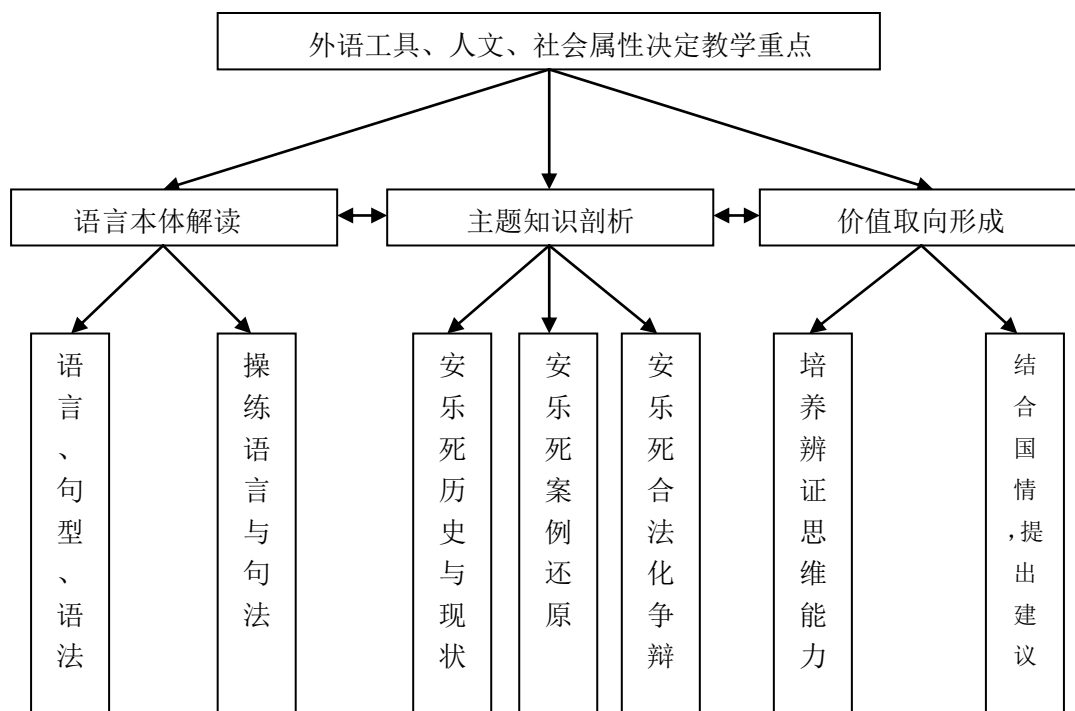 外语工具、人文、社会属性决定教学重点
语言本体解读
主题知识剖析
价值取向形成
语言、句型、语法
操练语言与句法
安乐死历史与现状
安乐死案例还原
安乐死合法化争辩
培养辨证思维能力
结合国情,提出建议